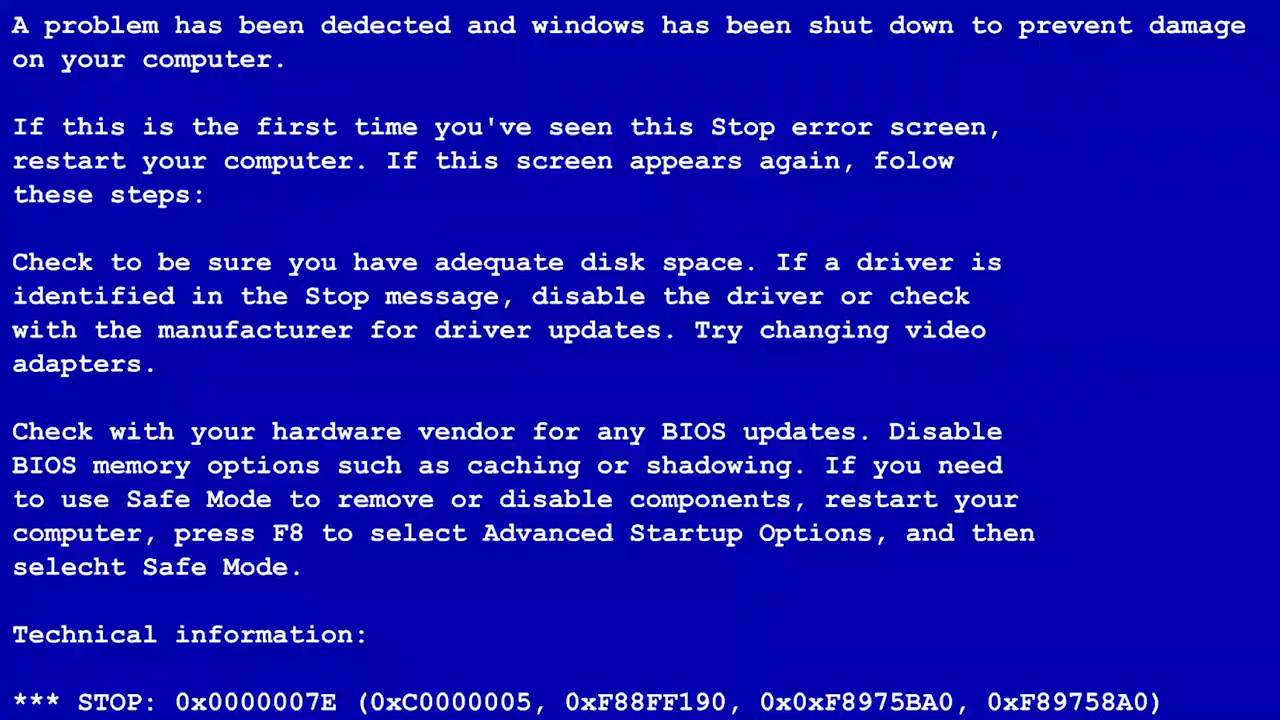 A problem has been dedected and windows has been shut down to prevent damage
on your computer.
If this is the first time you've seen this Stop error screen,
restart your computer. If this screen appears again, folow
these steps:
Check to be sure you have adequate disk space. If a driver is
identified in the Stop message, disable the driver or check
with the manufacturer for driver updates. Try changing video
adapters.
Check with your hardware vendor for any BIOS updates. Disable
BIOS memory options such as caching or shadowing. If you need
to use Safe Mode to remove or disable components, restart your
computer, press F8 to select Advanced Startup Options, and then
selecht Safe Mode.
Technical information:
*** STOP: 0x0000007E (0xC0000005, 0xF88FF190, 0x0xF8975BA0, 0xF89758A0)